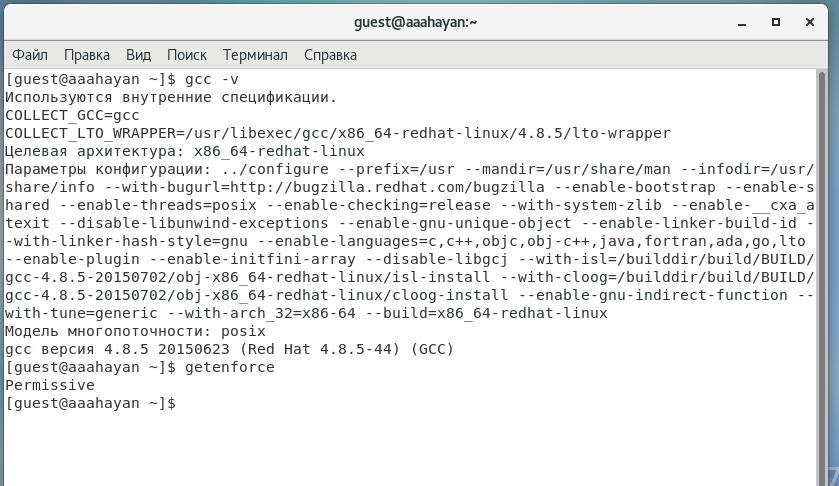 guest@aaahayan:~
Файл Правка Вид Поиск Терминал Справка
[guest@aaahayan ~]$ gcc -v
Используются внутренние спецификации.
COLLECT_GCC=gcc
COLLECT_LTO_WRAPPER=/usr/libexec/gcc/x86_64-redhat-linux/4.8.5/lto-wrapper
Целевая архитектура: x86_64-redhat-linux
Параметры конфигурации: ../configure --prefix=/usr --mandir=/usr/share/man --infodir=/usr/
share/info --with-bugurl=http://bugzilla.redhat.com/bugzilla --enable-bootstrap --enable-s
hared --enable-threads=posix --enable-checking=release --with-system-zlib --enable-__cxa_a
texit --disable-libunwind-exceptions --enable-gnu-unique-object --enable-linker-build-id -
-with-linker-hash-style=gnu --enable-languages=c,c++,objc,obj-c++,java,fortran,ada,go,lto
--enable-plugin --enable-initfini-array --disable-libgcj --with-isl=/builddir/build/BUILD/
gcc-4.8.5-20150702/obj-x86_64-redhat-linux/isl-install --with-cloog=/builddir/build/BUILD/
gcc-4.8.5-20150702/obj-x86_64-redhat-linux/cloog-install --enable-gnu-indirect-function --
with-tune=generic --with-arch_32=x86-64 --build=x86_64-redhat-linux
Модель многопоточности: posix
gcc версия 4.8.5 20150623 (Red Hat 4.8.5-44) (GCC)
[guest@aaahayan ~]$ getenforce
Permissive
[guest@aaahayan ~]$
7